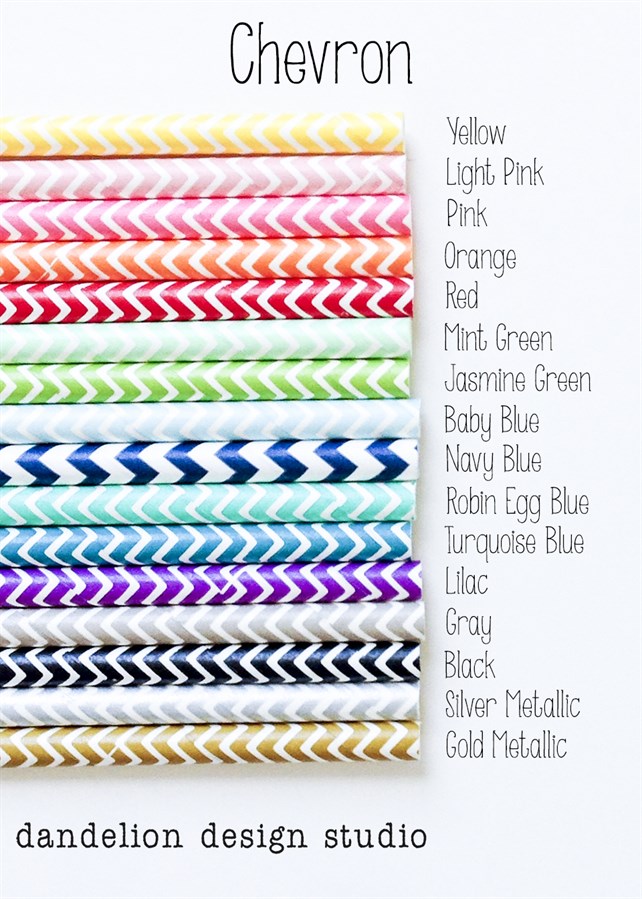 Chevron
Yellow
Light Pink
Pink
Orange
Red
Mint Green
Jasmine Green
Baby Blue
Navy Blue
Robin Egg Blue
Turquoise Blue
Lilac
Gray
Black
Silver Metallic
Gold Metallic
dandelion design studio